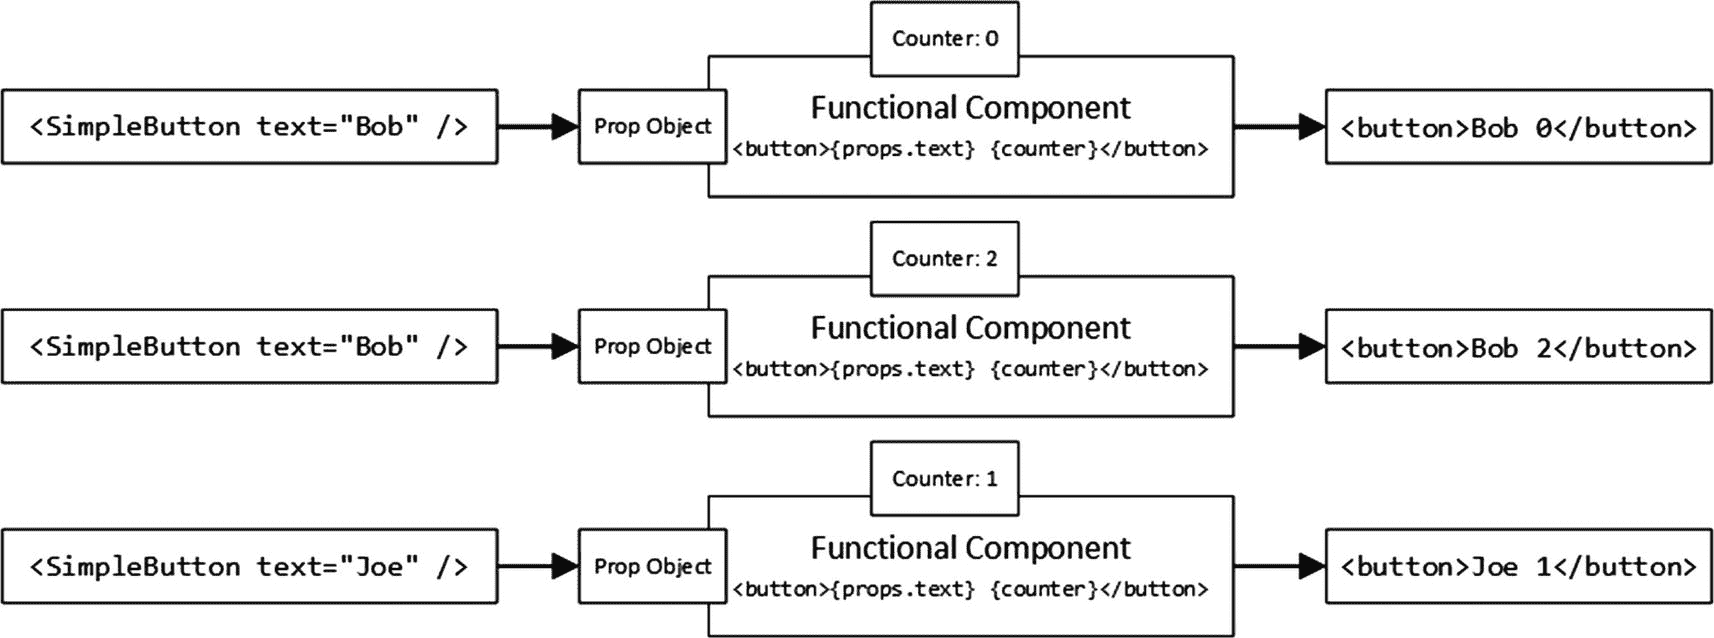 Counter: 0
<SimpleButton text="Bob" />
Prop Object
Functional Component
<button>{props.text} {counter}</button>
<button>Bob 0</button>
Counter: 2
<SimpleButton text="Bob" />
Prop Object
Functional Component
<button>{props.text} {counter}</button>
<button>Bob 2</button>
Counter: 1
<SimpleButton text="Joe" />
Prop Object
Functional Component
<button>{props.text} {counter}</button>
<button>Joe 1</button>